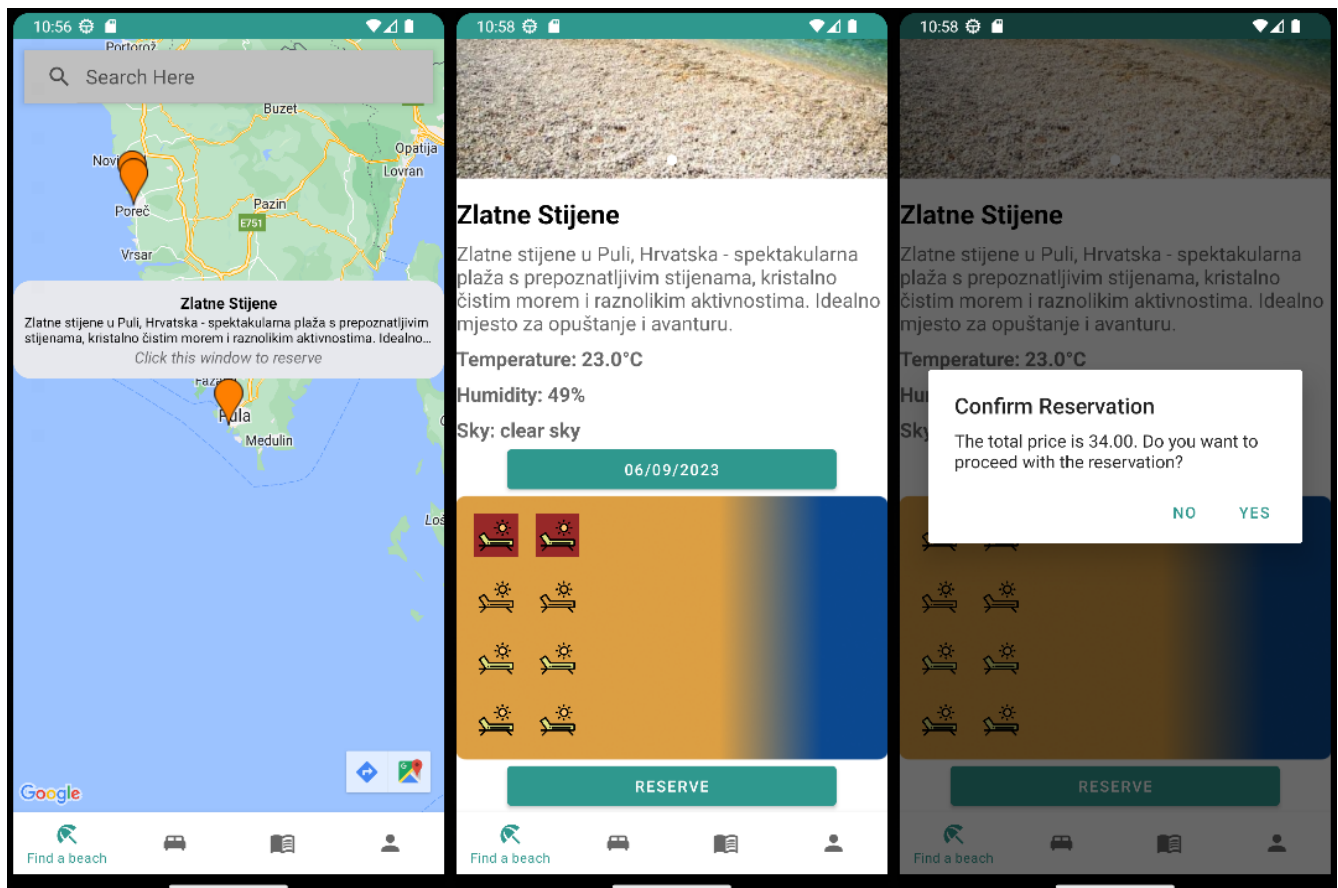 10:56
Portorož
Search Here
Buzet
Opatija
Lovran
Novi
Poreč
Pazin
E751
Vrsar
Zlatne Stijene
Zlatne stijene u Puli, Hrvatska - spektakularna plaža s prepoznatljivim
stijenama, kristalno čistim morem i raznolikim aktivnostima. Idealno...
Click this window to reserve
Pula
Medulin
Google
Find a beach
10:58
Zlatne Stijene
Zlatne stijene u Puli, Hrvatska - spektakularna
plaža s prepoznatljivim stijenama, kristalno
čistim morem i raznolikim aktivnostima. Idealno
mjesto za opuštanje i avanturu.
Temperature: 23.0°C
Humidity: 49%
Sky: clear sky
06/09/2023
RESERVE
Find a beach
10:58
Zlatne Stijene
Zlatne stijene u Puli, Hrvatska - spektakularna
plaža s prepoznatljivim stijenama, kristalno
čistim morem i raznolikim aktivnostima. Idealno
mjesto za opuštanje i avanturu.
Temperature: 23.0°C
Hu
Sky
Confirm Reservation
The total price is 34.00. Do you want to
proceed with the reservation?
NO YES
RESERVE
Find a beach